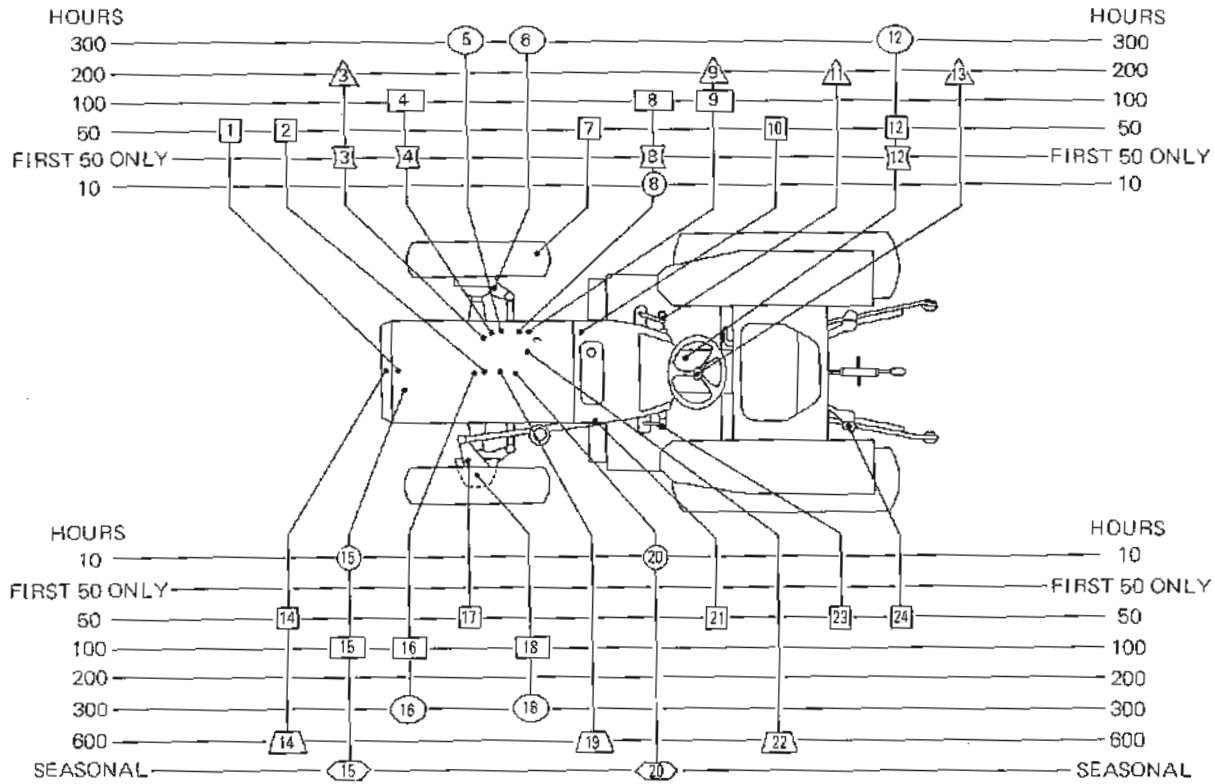 HOURS HOURS
300 5 6 12 300
200 3 9 11 13 200
100 4 8 9 100
50 1 2 7 10 12 50
FIRST 50 ONLY 3 4 8 12 FIRST 50 ONLY
10 8 10
HOURS HOURS
10 15 20 10
FIRST 50 ONLY FIRST 50 ONLY
50 14 17 21 23 24 50
100 15 16 18 100
200 200
300 16 18 300
600 14 19 22 600
SEASONAL 15 20 SEASONAL